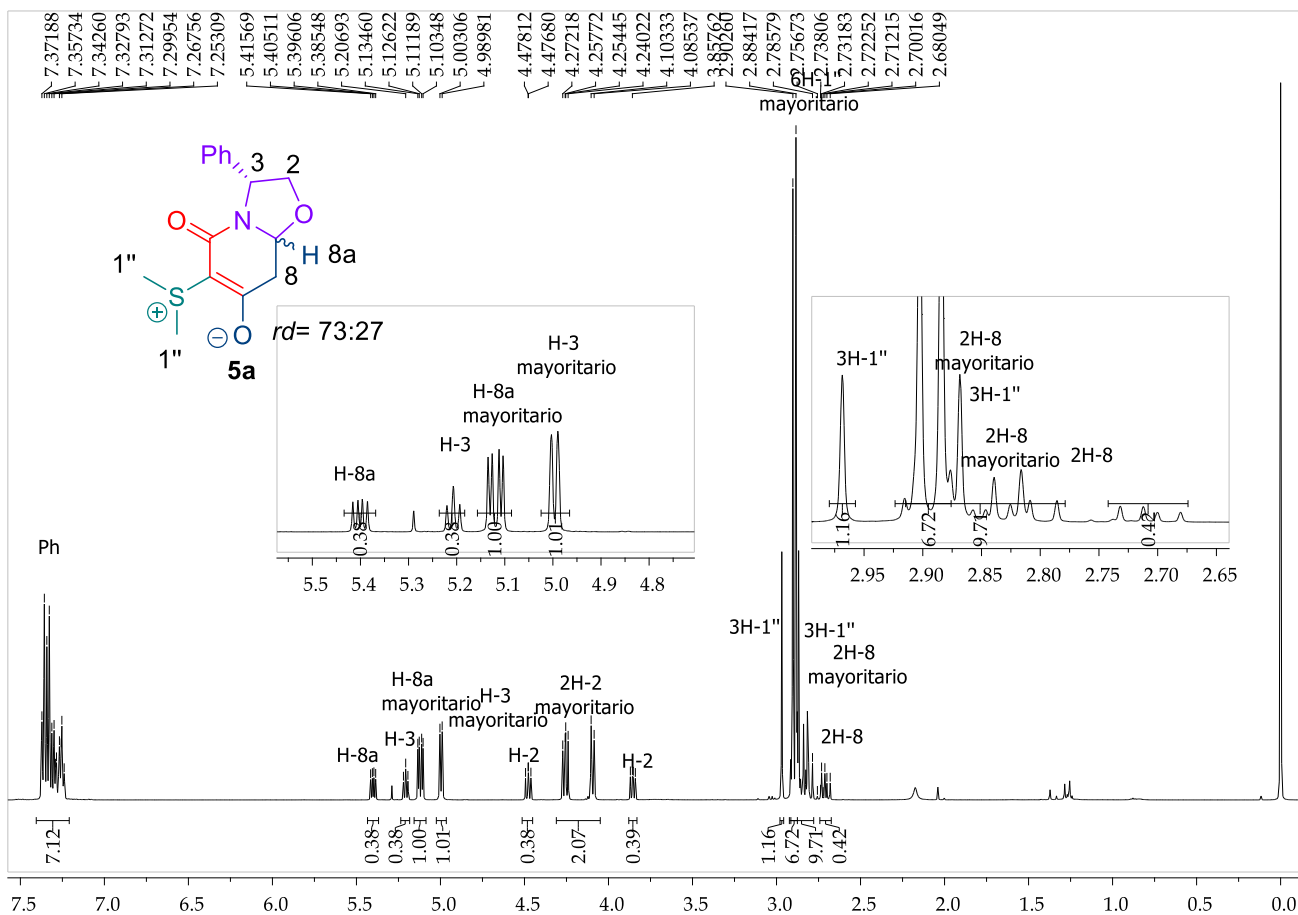 7.37188
7.35734
7.34260
7.32793
7.31272
7.29954
7.26756
7.25309
5.41569
5.40511
5.39606
5.38548
5.20693
5.13460
5.12622
5.11189
5.10348
5.00306
4.98981
4.47812
4.47680
4.27218
4.25772
4.25445
4.24022
4.10333
4.08537
3.85762
2.90260
2.88417
2.78579
2.75673
2.73806
2.73183
2.72252
2.71215
2.70016
2.68049
6H-1''
mayoritario
Ph
3
2
N
O
O
H 8a
8
1''
S
⊕
⊖ O
1''
rd= 73:27
5a
H-3
mayoritario
H-8a
mayoritario
H-3
H-8a
0.38
0.38
1.00
1.01
5.5 5.4 5.3 5.2 5.1 5.0 4.9 4.8
3H-1''
2H-8
mayoritario
3H-1''
2H-8
mayoritario
2H-8
1.16
6.72
9.71
0.42
2.95 2.90 2.85 2.80 2.75 2.70 2.65
Ph
H-8a
H-3
H-8a
mayoritario
H-3
mayoritario
H-2
2H-2
mayoritario
H-2
3H-1''
3H-1''
2H-8
mayoritario
2H-8
7.12
0.38
0.38
1.00
1.01
0.38
2.07
0.39
1.16
6.72
9.71
0.42
7.5 7.0 6.5 6.0 5.5 5.0 4.5 4.0 3.5 3.0 2.5 2.0 1.5 1.0 0.5 0.0